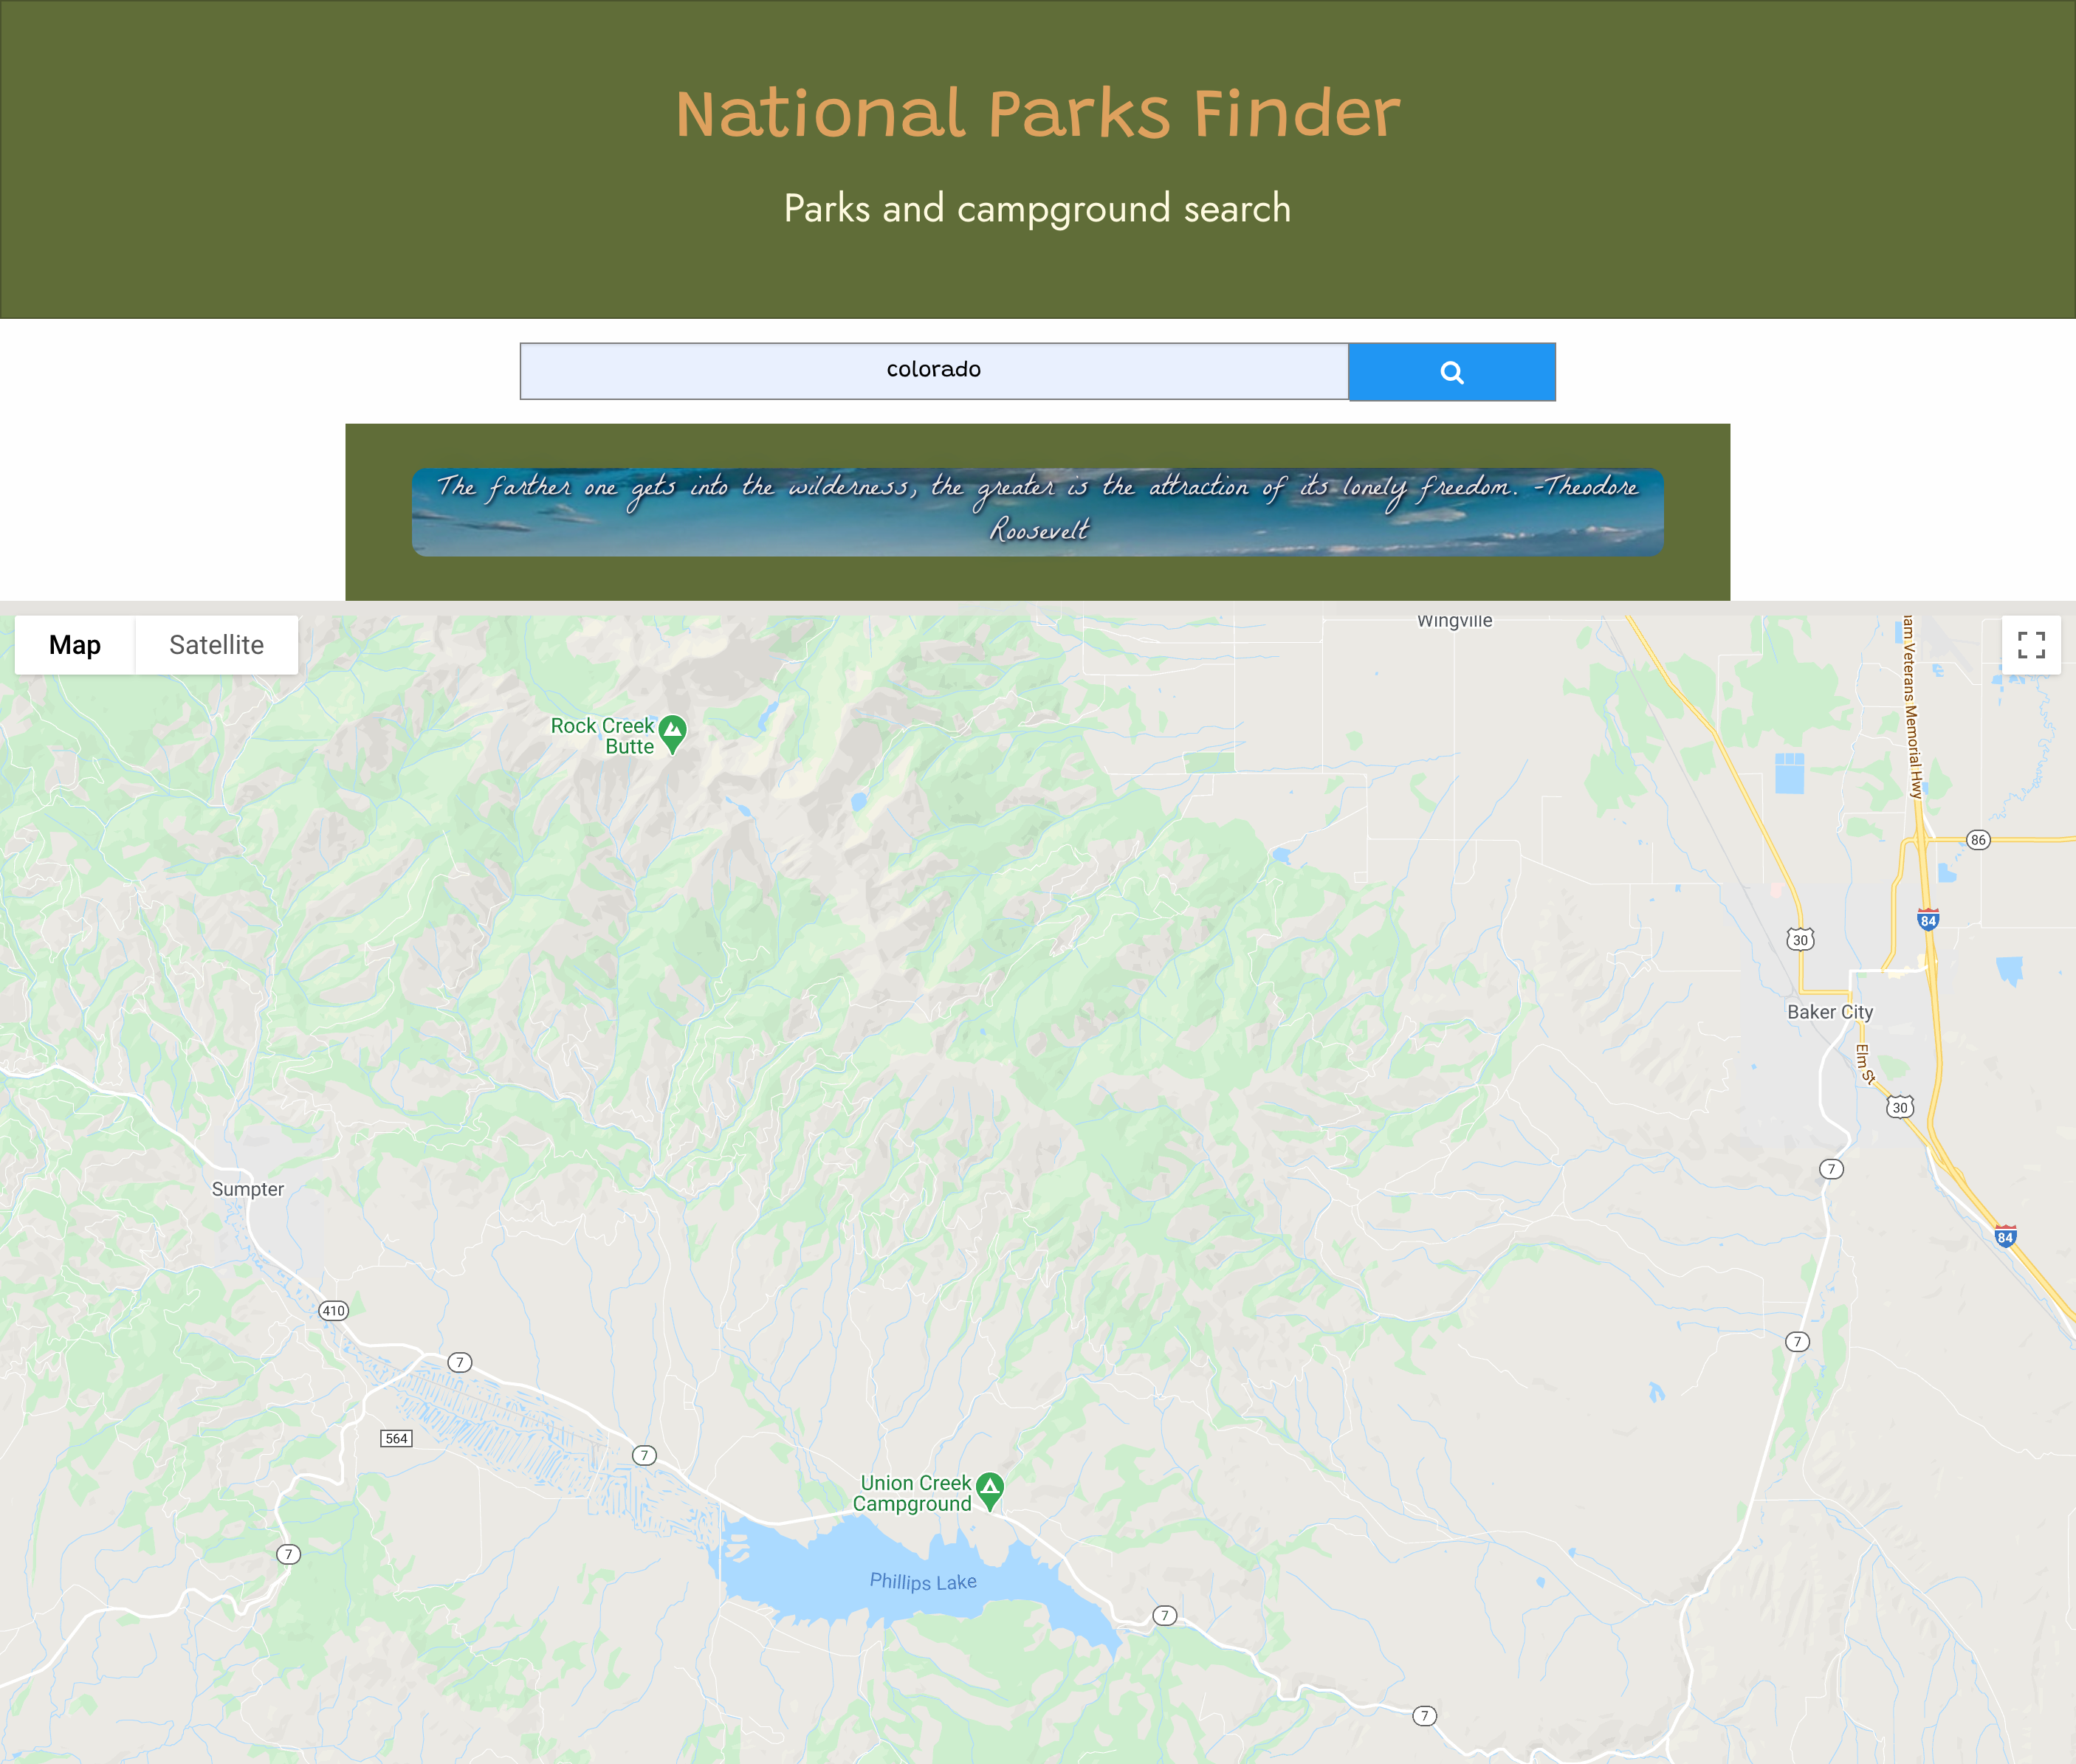 National Parks Finder
Parks and campground search
colorado
The farther one gets into the wilderness, the greater is the attraction of its lonely freedom. -Theodore
Roosevelt
Map
Satellite
Wingville
Veterans Memorial Hwy
Rock Creek
Butte
86
84
30
Baker City
Elm St
30
7
Sumpter
84
410
7
7
564
7
Union Creek
Campground
7
Phillips Lake
7
7